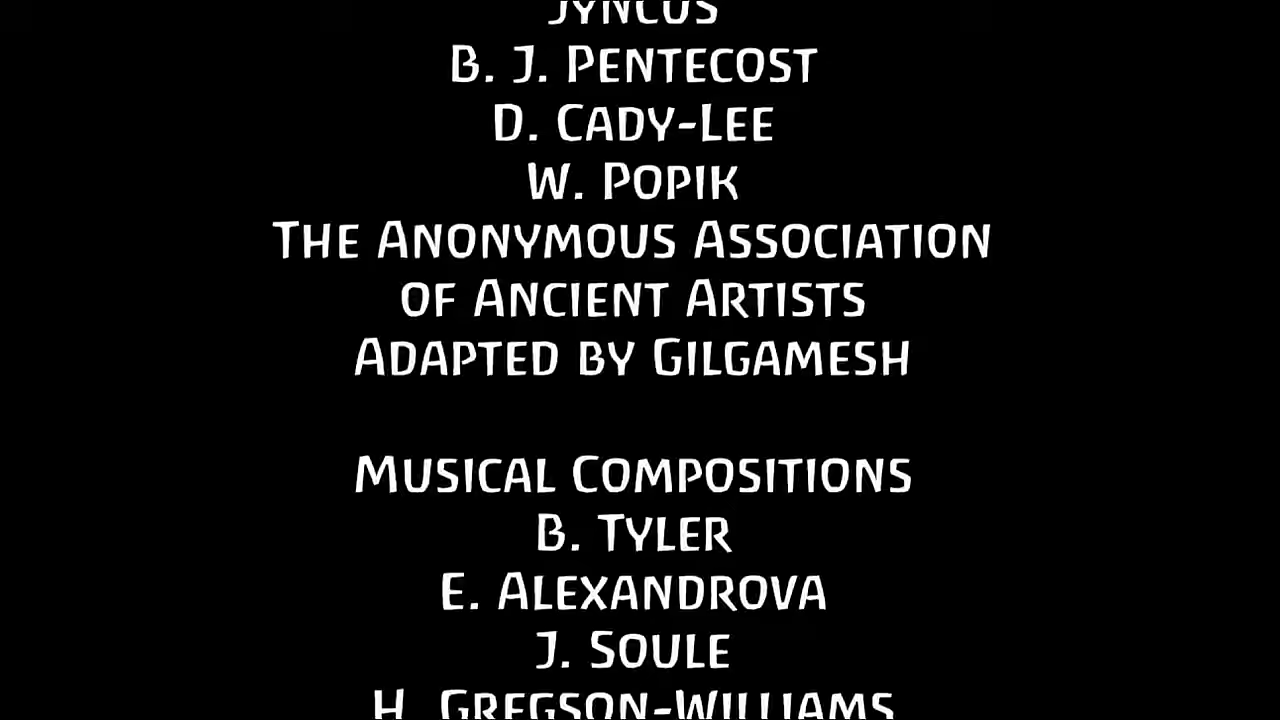 Jyncus
B. J. Pentecost
D. Cady-Lee
W. Popik
The Anonymous Association
of Ancient Artists
Adapted by Gilgamesh
Musical Compositions
B. Tyler
E. Alexandrova
J. Soule
H. Gregson-Williams